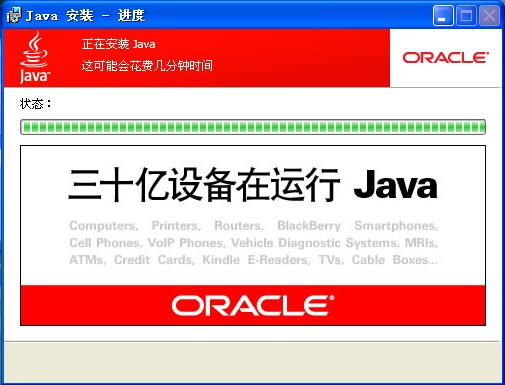 Java 安装 - 进度
正在安装 Java
这可能会花费几分钟时间
Java™
ORACLE®
状态：
三十亿设备在运行 Java
Computers, Printers, Routers, BlackBerry Smartphones,
Cell Phones, VoIP Phones, Vehicle Diagnostic Systems, MRIs,
ATMs, Credit Cards, Kindle E-Readers, TVs, Cable Boxes...
ORACLE®